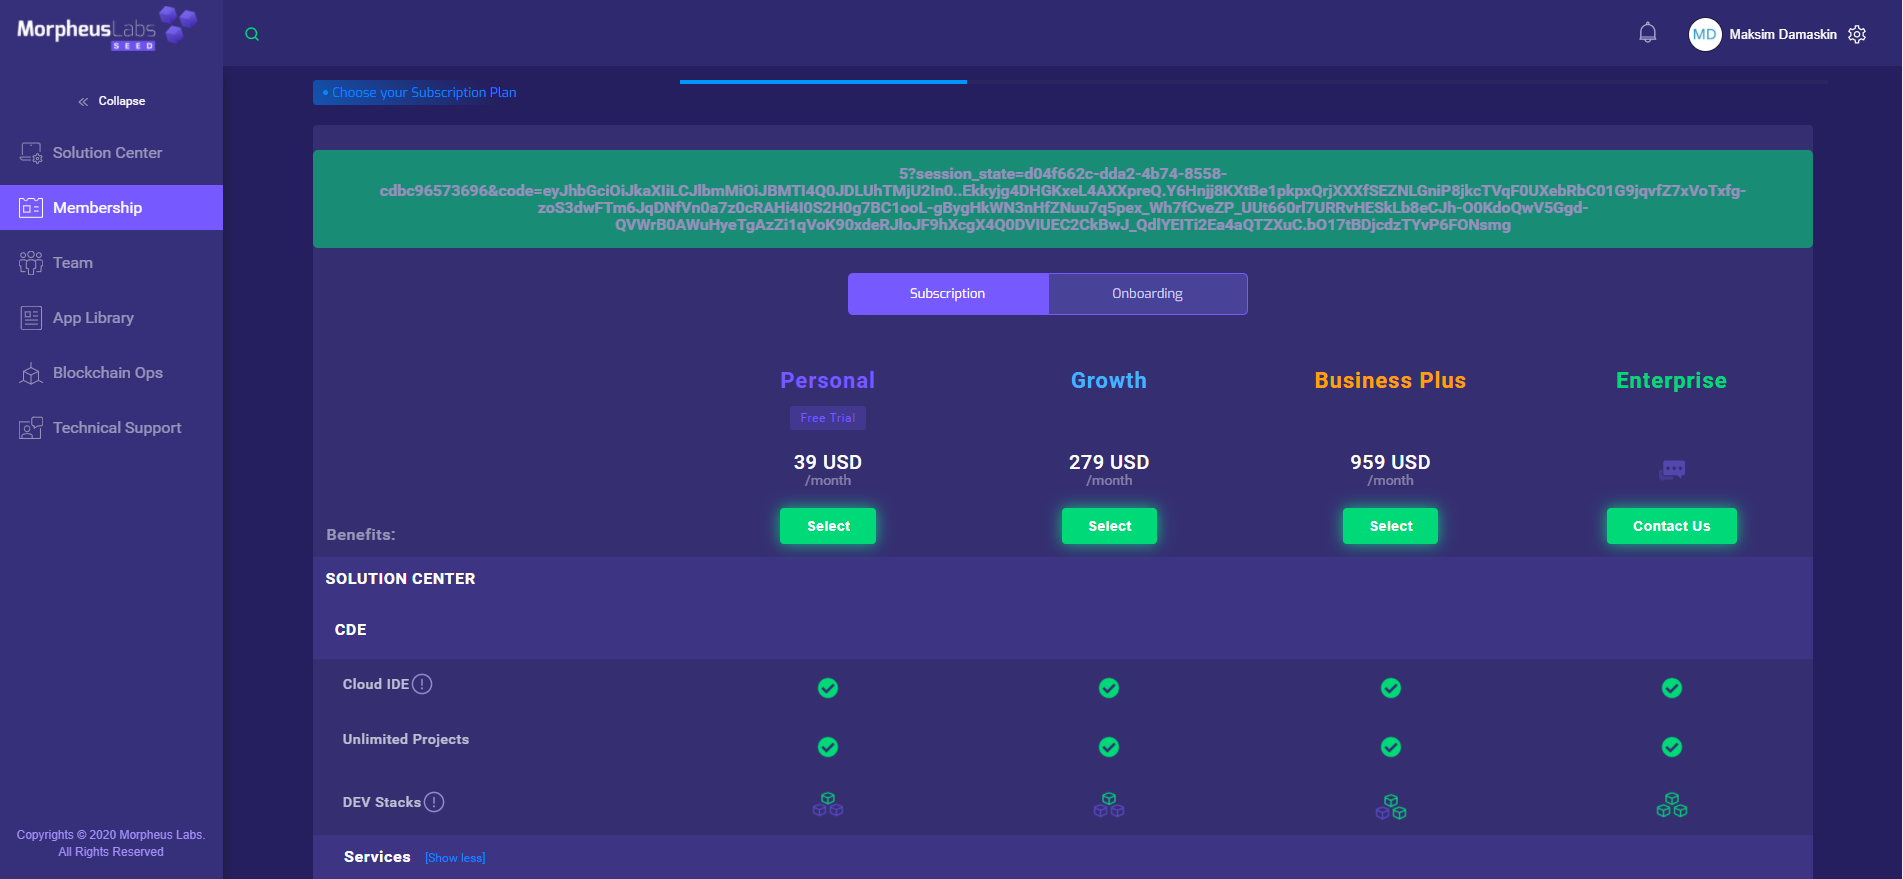 MorpheusLabs
SEED
MD Maksim Damaskin
Collapse
• Choose your Subscription Plan
Solution Center
Membership
Team
App Library
Blockchain Ops
Technical Support
5?session_state=d04f662c-dda2-4b74-8558-
cdbc96573696&code=eyJhbGciOiJkaXIiLCJlbmMiOiJBMTI4Q0JDLUhTMjU2In0..Ekkyjg4DHGKxeL4AXXpreQ.Y6Hnjj8KXtBe1pkpxQrjXXXfSEZNLGniP8jkcTVqF0UXebRbC01G9jqvfZ7xVoTxfg-
zoS3dwFTm6JqDNfVn0a7z0cRAHi4I0S2H0g7BC1ooL-gBygHkWN3nHfZNuu7q5pex_Wh7fCveZP_UUt660rl7URRvHESkLb8eCJh-O0KdoQwV5Ggd-
QVWrB0AWuHyeTgAzZi1qVoK90xdeRJloJF9hXcgX4Q0DVIUEC2CkBwJ_QdlYEITi2Ea4aQTZXuC.bO17tBDjcdzTYvP6FONsmg
Subscription Onboarding
Personal Growth Business Plus Enterprise
Free Trial
39 USD 279 USD 959 USD
/month /month /month
Select Select Select Contact Us
Benefits:
SOLUTION CENTER
CDE
Cloud IDE
Unlimited Projects
DEV Stacks
Services [Show less]
Copyrights © 2020 Morpheus Labs.
All Rights Reserved